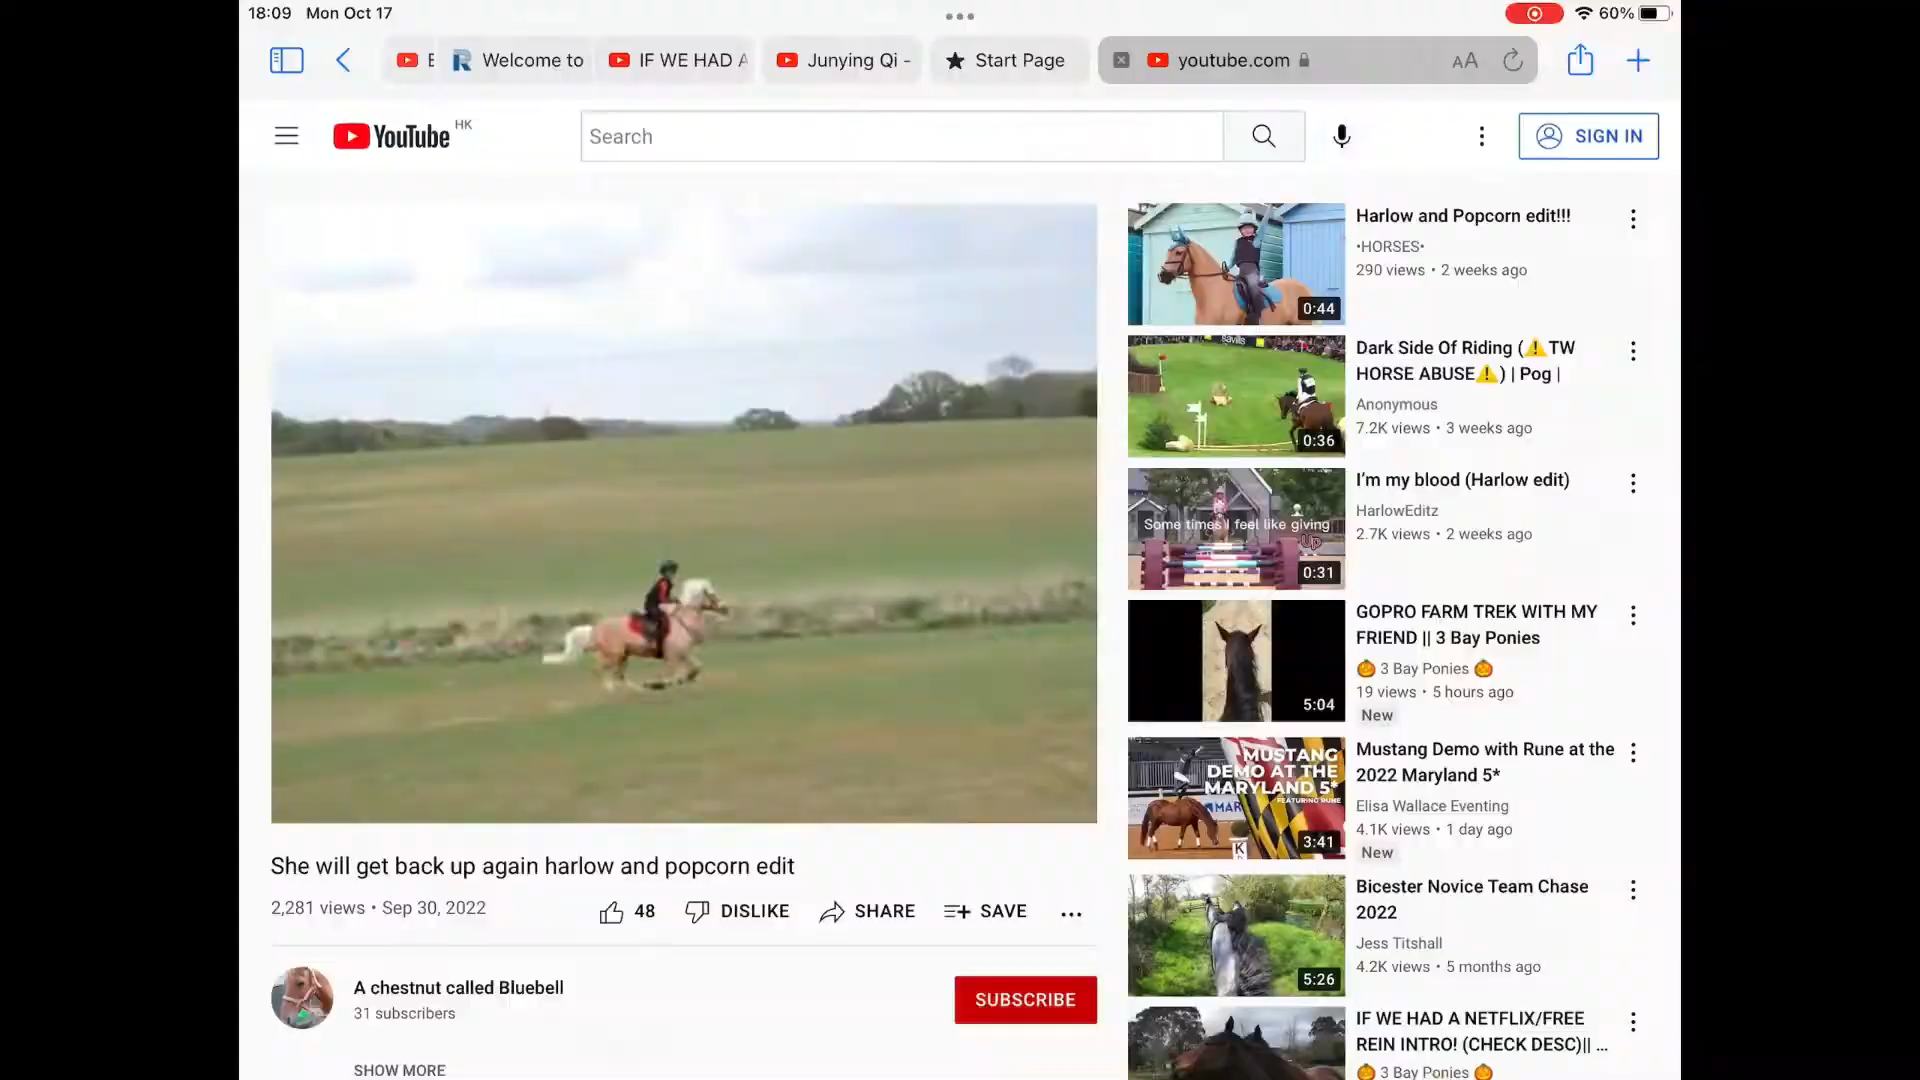 18:09 Mon Oct 17
60%
E
Welcome to
IF WE HAD A
Junying Qi -
Start Page
youtube.com
AA
YouTube HK
Search
SIGN IN
She will get back up again harlow and popcorn edit
2,281 views • Sep 30, 2022
48
DISLIKE
SHARE
SAVE
A chestnut called Bluebell
31 subscribers
SUBSCRIBE
SHOW MORE
0:44
Harlow and Popcorn edit!!!
•HORSES•
290 views • 2 weeks ago
savills
0:36
Dark Side Of Riding (⚠️TW
HORSE ABUSE⚠️) | Pog |
Anonymous
7.2K views • 3 weeks ago
Some times I feel like giving
Up
0:31
I’m my blood (Harlow edit)
HarlowEditz
2.7K views • 2 weeks ago
5:04
GOPRO FARM TREK WITH MY
FRIEND || 3 Bay Ponies
🎃 3 Bay Ponies 🎃
19 views • 5 hours ago
New
MUSTANG
DEMO AT THE
MARYLAND 5*
FEATURING RUNE
MAR
K
3:41
Mustang Demo with Rune at the
2022 Maryland 5*
Elisa Wallace Eventing
4.1K views • 1 day ago
New
5:26
Bicester Novice Team Chase
2022
Jess Titshall
4.2K views • 5 months ago
IF WE HAD A NETFLIX/FREE
REIN INTRO! (CHECK DESC)|| ...
🎃 3 Bay Ponies 🎃